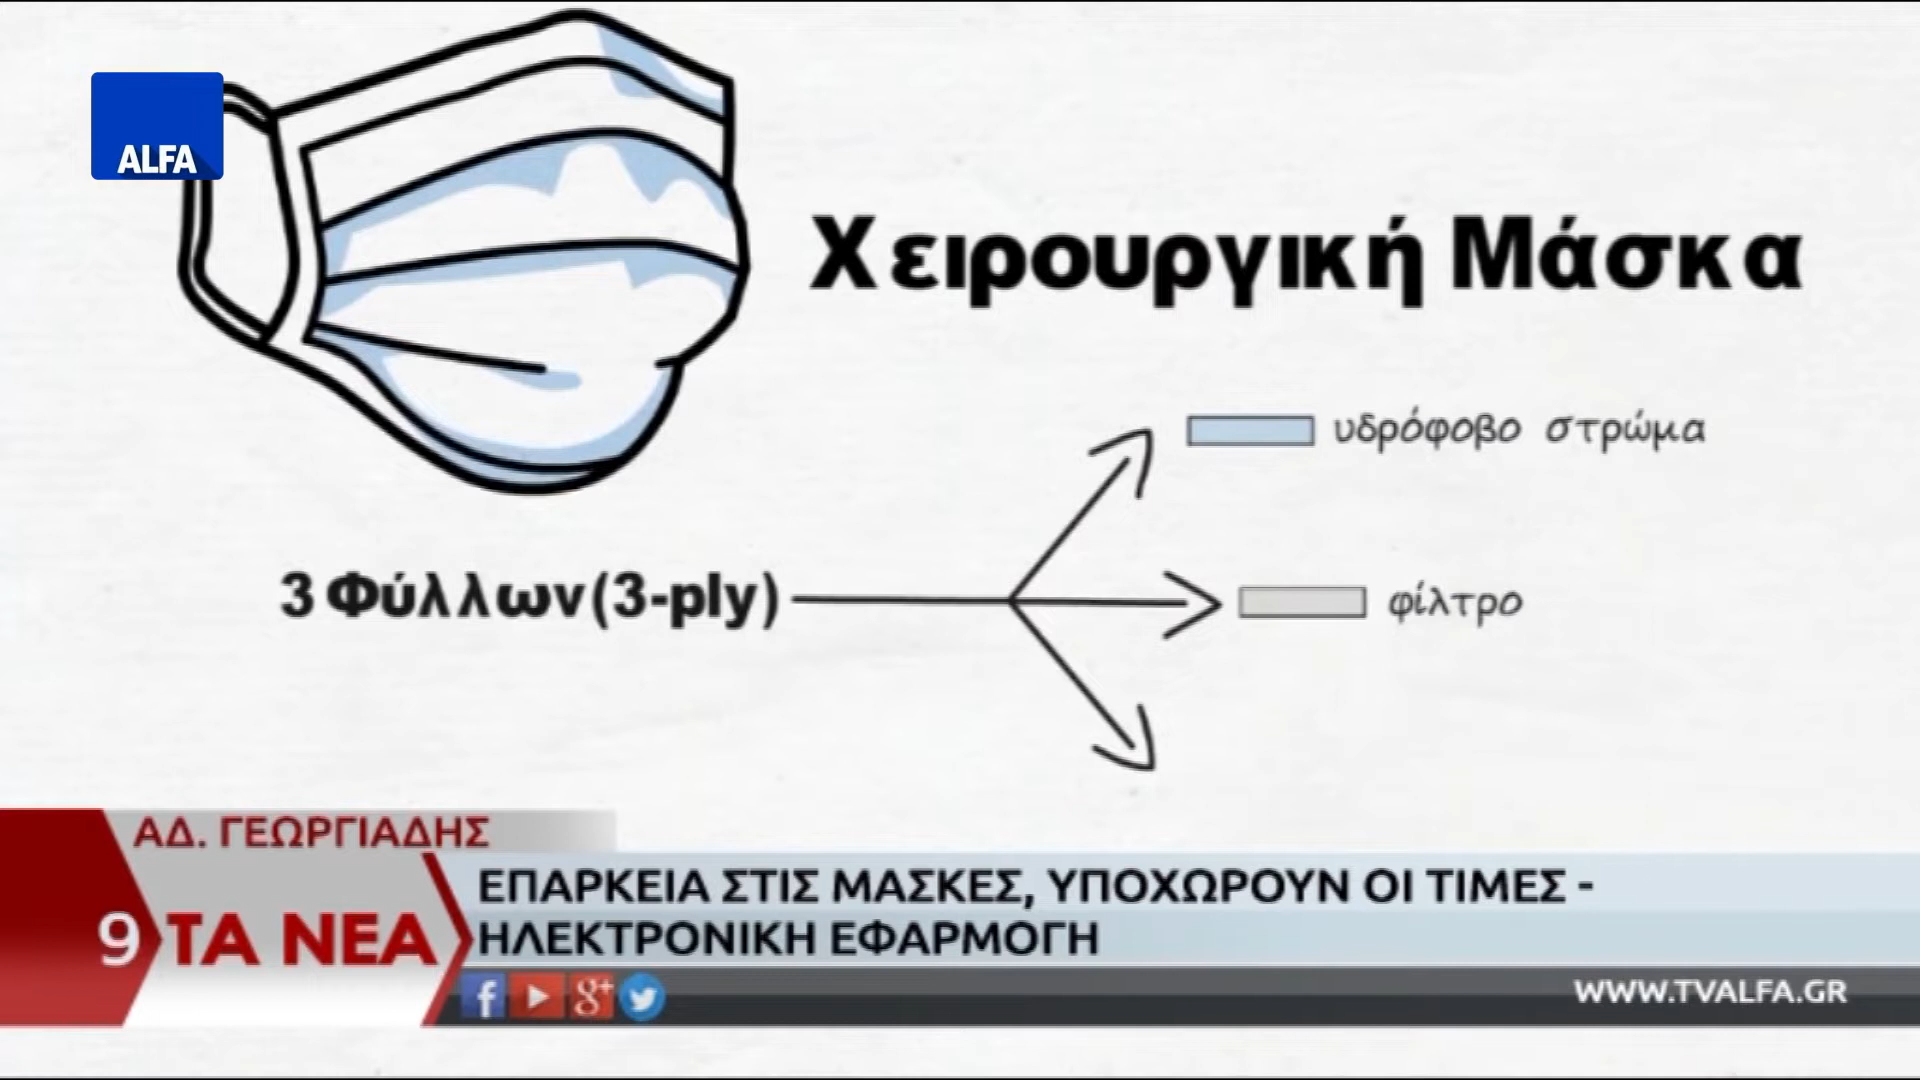 ALFA
Χειρουργική Μάσκα
υδρόφοβο στρώμα
3 Φύλλων (3-ply)
φίλτρο
ΑΔ. ΓΕΩΡΓΙΑΔΗΣ
ΕΠΑΡΚΕΙΑ ΣΤΙΣ ΜΑΣΚΕΣ, ΥΠΟΧΩΡΟΥΝ ΟΙ ΤΙΜΕΣ -
ΗΛΕΚΤΡΟΝΙΚΗ ΕΦΑΡΜΟΓΗ
9 ΤΑ ΝΕΑ
f g+
WWW.TVALFA.GR